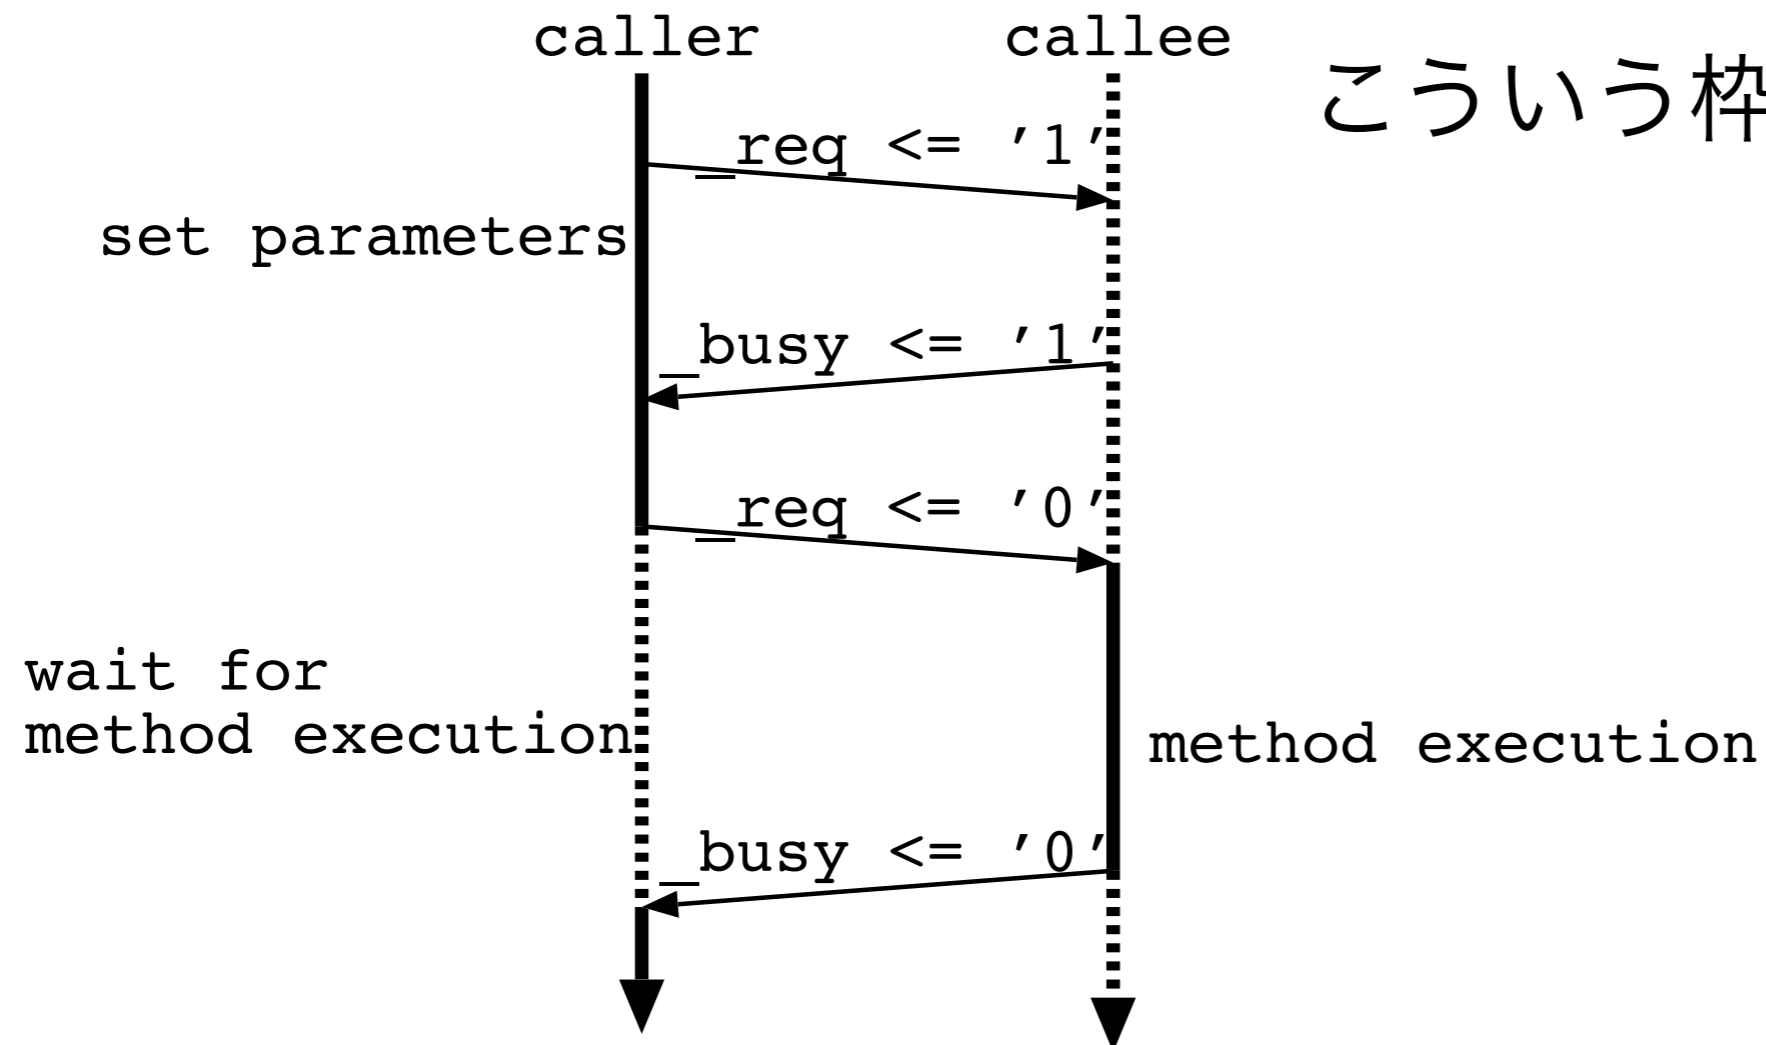 caller
callee
こういう枠
_req <= '1'
set parameters
_busy <= '1'
_req <= '0'
wait for
method execution
method execution
_busy <= '0'